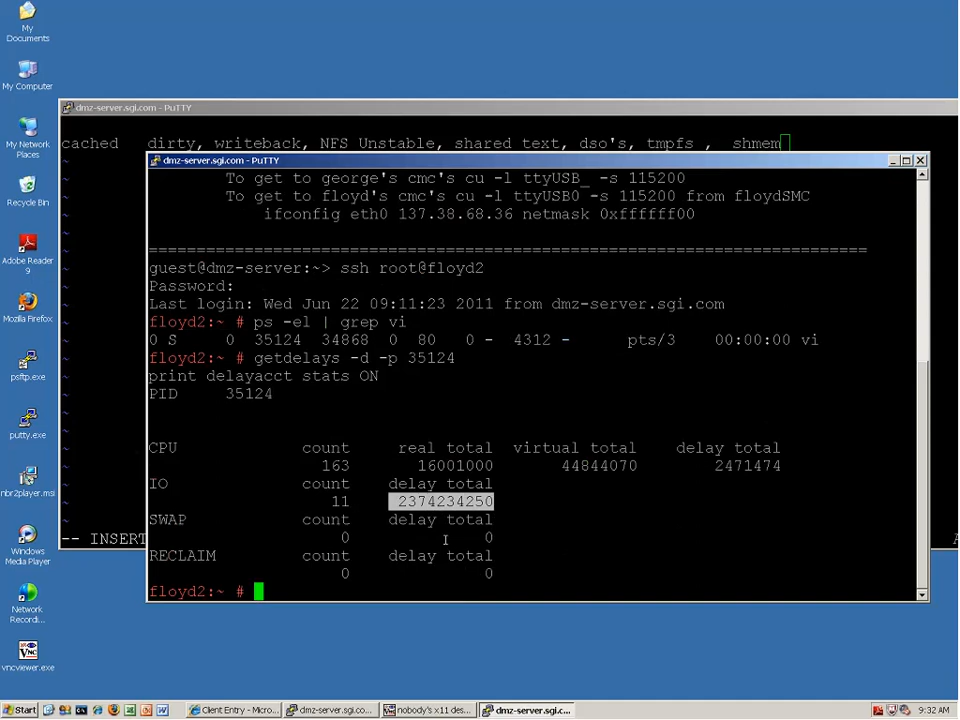 My
Documents
My Computer
My Network
Places
Recycle Bin
Adobe Reader
9
Mozilla Firefox
psftp.exe
putty.exe
nbr2player.msi
Windows
Media Player
Network
Recordi...
vncviewer.exe
dmz-server.sgi.com - PuTTY
cached dirty, writeback, NFS Unstable, shared text, dso's, tmpfs , shmem
~
-- INSERT
dmz-server.sgi.com - PuTTY
To get to george's cmc's cu -l ttyUSB_ -s 115200
To get to floyd's cmc's cu -l ttyUSB0 -s 115200 from floydSMC
ifconfig eth0 137.38.68.36 netmask 0xffffff00
===========================================================================
guest@dmz-server:~> ssh root@floyd2
Password:
Last login: Wed Jun 22 09:11:23 2011 from dmz-server.sgi.com
floyd2:~ # ps -el | grep vi
0 S 0 35124 34868 0 80 0 - 4312 - pts/3 00:00:00 vi
floyd2:~ # getdelays -d -p 35124
print delayacct stats ON
PID 35124
CPU count real total virtual total delay total
163 16001000 44844070 2471474
IO count delay total
11 2374234250
SWAP count delay total
0 0
RECLAIM count delay total
0 0
floyd2:~ #
Start
Client Entry - Micro...
dmz-server.sgi.co...
nobody's x11 des...
dmz-server.sgi.c...
9:32 AM